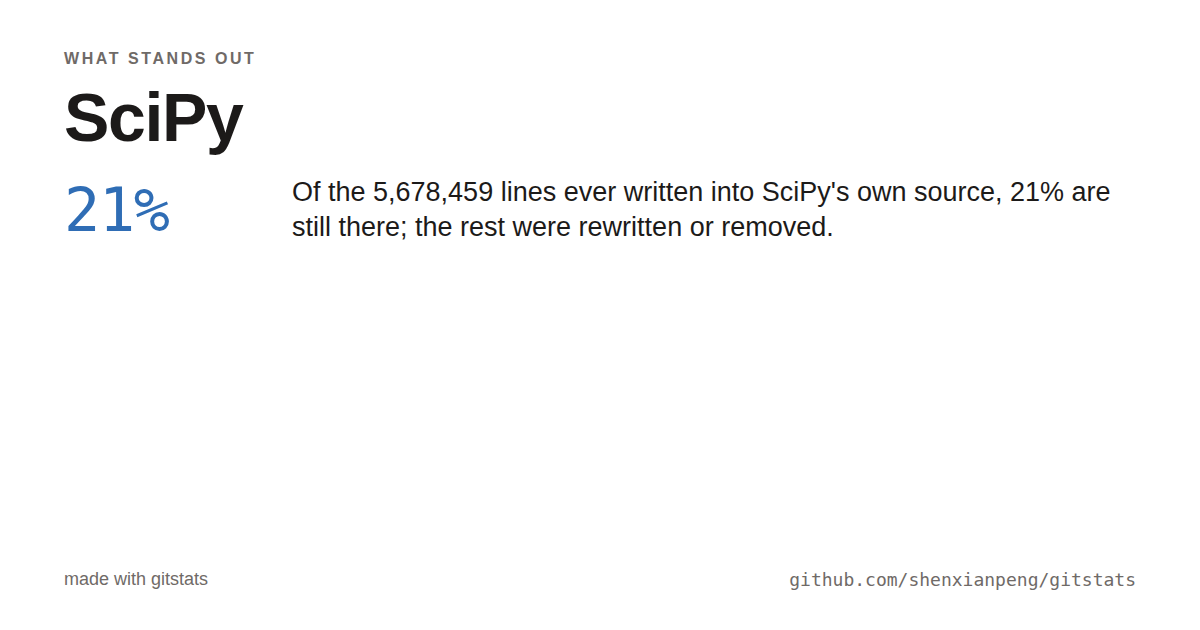 WHAT STANDS OUT
SciPy
21%
Of the 5,678,459 lines ever written into SciPy's own source, 21% are
still there; the rest were rewritten or removed.
made with gitstats
github.com/shenxianpeng/gitstats